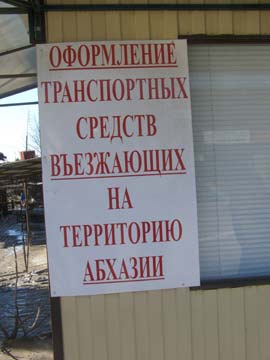 ОФОРМЛЕНИЕ
ТРАНСПОРТНЫХ
СРЕДСТВ
ВЪЕЗЖАЮЩИХ
НА
ТЕРРИТОРИЮ
АБХАЗИИ